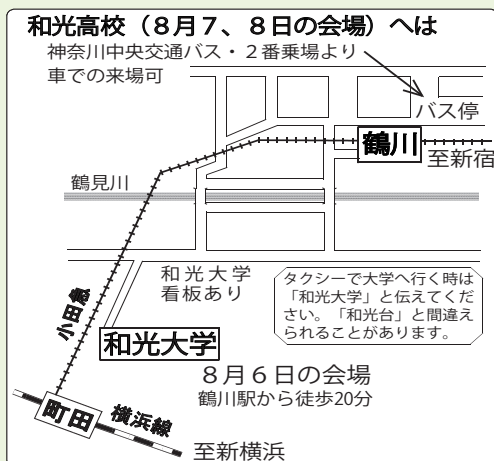 和光高校（８月７、８日の会場）へは
神奈川中央交通バス・２番乗場より
車での来場可
バス停
鶴川
至新宿
鶴見川
小田急
和光大学
看板あり
タクシーで大学へ行く時は
「和光大学」と伝えてくだ
さい。「和光台」と間違え
られることがあります。
和光大学
８月６日の会場
鶴川駅から徒歩20分
町田
横浜線
至新横浜